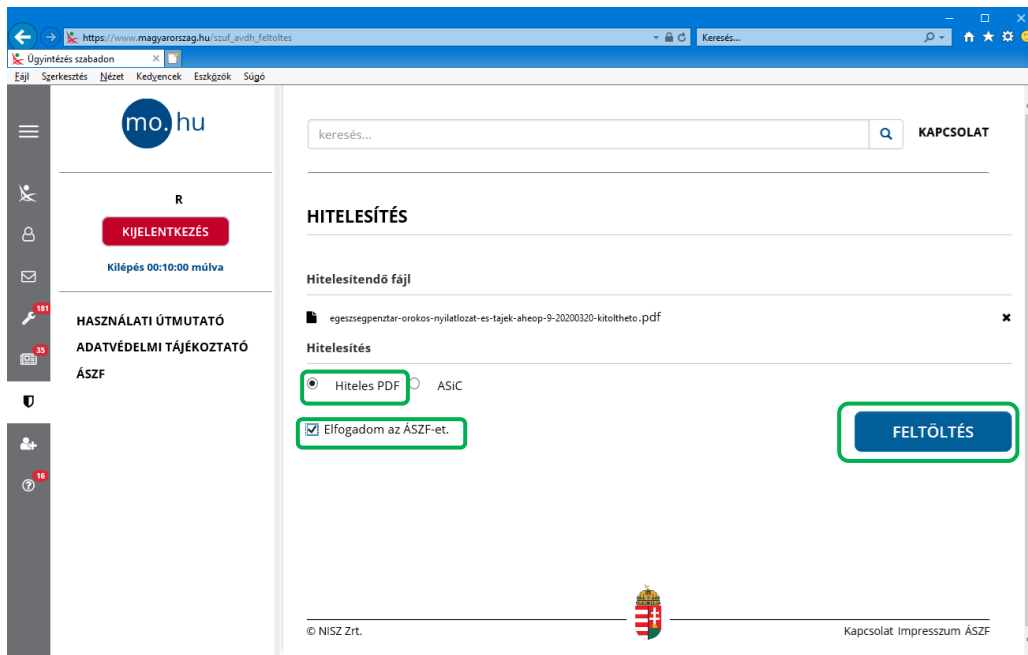 https://www.magyarorszag.hu/szuf_avdh_feltoltes
Keresés...
Ügyintézés szabadon
Fájl Szerkesztés Nézet Kedvencek Eszközök Súgó
mo.hu
keresés...
KAPCSOLAT
R
KIJELENTKEZÉS
Kilépés 00:10:00 múlva
181
35
16
HASZNÁLATI ÚTMUTATÓ
ADATVÉDELMI TÁJÉKOZTATÓ
ÁSZF
HITELESÍTÉS
Hitelesítendő fájl
egeszsegpenztar-orokos-nyilatlozat-es-tajek-aheop-9-20200320-kitoltheto.pdf
Hitelesítés
Hiteles PDF ASiC
Elfogadom az ÁSZF-et.
FELTÖLTÉS
© NISZ Zrt.
Kapcsolat Impresszum ÁSZF